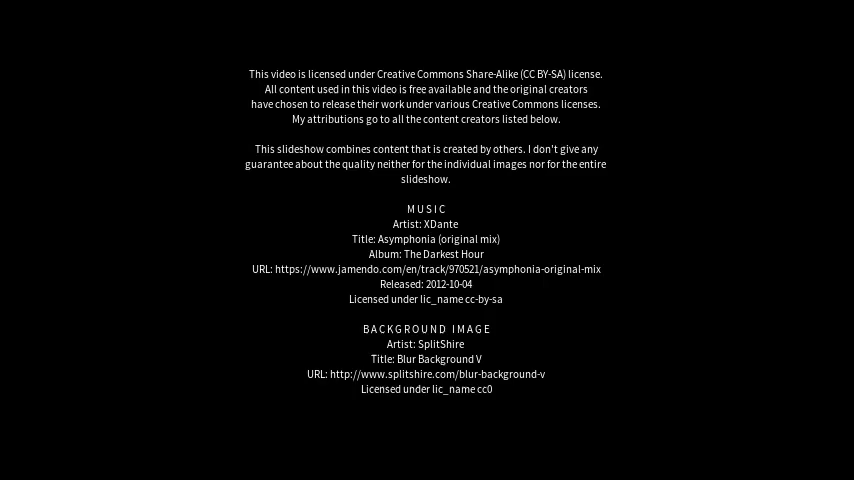 This video is licensed under Creative Commons Share-Alike (CC BY-SA) license.
All content used in this video is free available and the original creators
have chosen to release their work under various Creative Commons licenses.
My attributions go to all the content creators listed below.
This slideshow combines content that is created by others. I don't give any
guarantee about the quality neither for the individual images nor for the entire
slideshow.
MUSIC
Artist: XDante
Title: Asymphonia (original mix)
Album: The Darkest Hour
URL: https://www.jamendo.com/en/track/970521/asymphonia-original-mix
Released: 2012-10-04
Licensed under lic_name cc-by-sa
BACKGROUND IMAGE
Artist: SplitShire
Title: Blur Background V
URL: http://www.splitshire.com/blur-background-v
Licensed under lic_name cc0